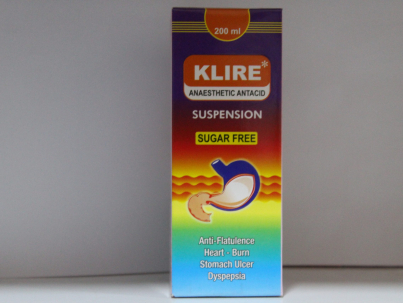 200 ml
KLIRE*
ANAESTHETIC ANTACID
SUSPENSION
SUGAR FREE
Anti-Flatulence
Heart - Burn
Stomach Ulcer
Dyspepsia